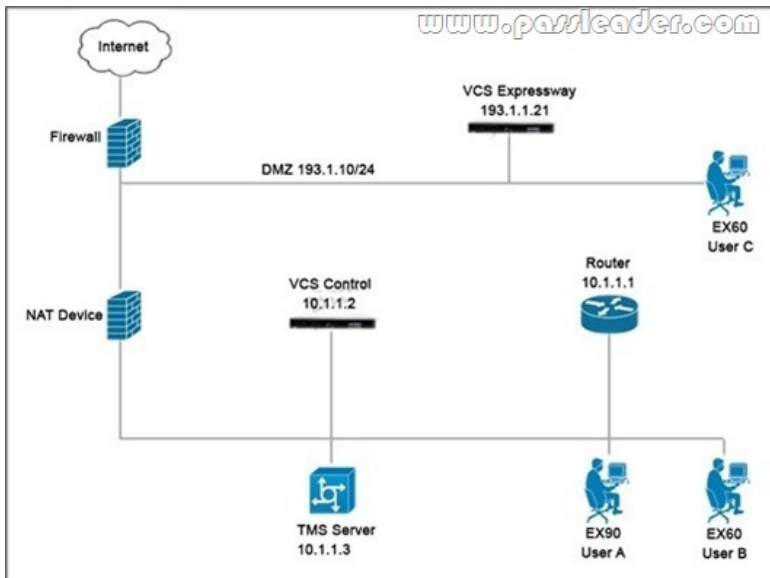 www.passleader.com
Internet
VCS Expressway
193.1.1.21
Firewall
DMZ 193.1.10/24
EX60
User C
Router
10.1.1.1
VCS Control
10.1.1.2
NAT Device
TMS Server
10.1.1.3
EX90
User A
EX60
User B